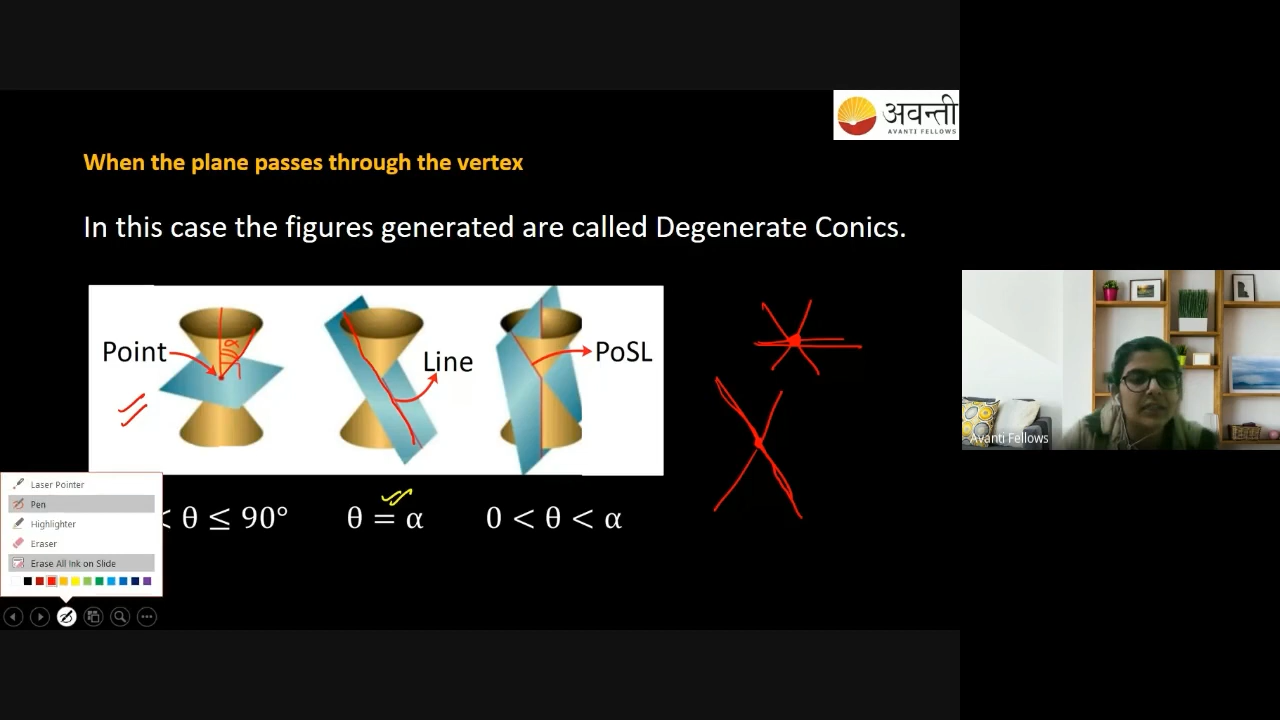 अवन्ती
AVANTI FELLOWS
When the plane passes through the vertex
In this case the figures generated are called Degenerate Conics.
Point
α
Line
PoSL
< θ ≤ 90°
θ = α
0 < θ < α
Laser Pointer
Pen
Highlighter
Eraser
Erase All Ink on Slide
Avanti Fellows